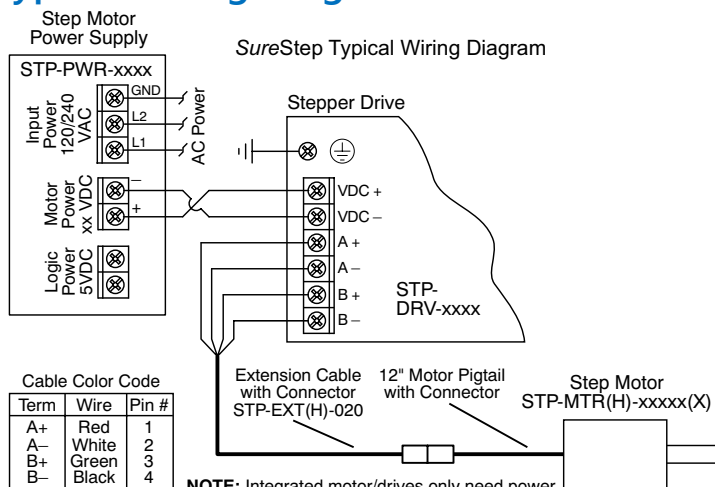 Step Motor
Power Supply
SureStep Typical Wiring Diagram
STP-PWR-xxxx
Input
Power
120/240
VAC
GND
L2
L1
AC Power
Motor
Power
xx VDC
–
+
Logic
Power
5VDC
Stepper Drive
VDC +
VDC –
A +
A –
B +
B –
STP-
DRV-xxxx
Cable Color Code
Term Wire Pin #
A+ Red 1
A– White 2
B+ Green 3
B– Black 4
Extension Cable
with Connector
STP-EXT(H)-020
12" Motor Pigtail
with Connector
Step Motor
STP-MTR(H)-xxxxx(X)
NOTE: Integrated motor/drives only need power